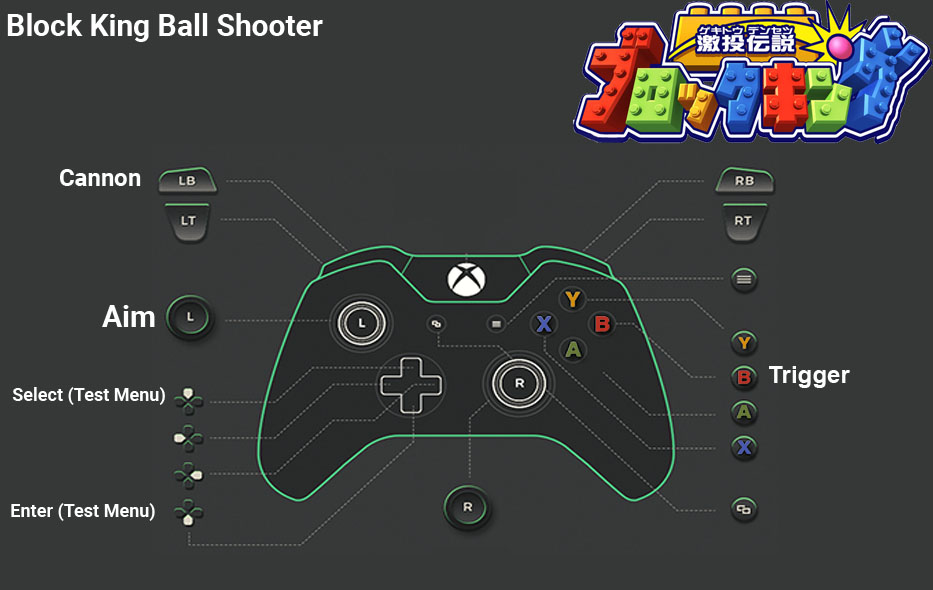 Block King Ball Shooter
ゲキトウ デンセツ
激投伝説
ブロックキング
Cannon
LB
RB
LT
RT
Aim
L
L
Y
X
B
A
Y
R
B
Trigger
Select (Test Menu)
A
X
Enter (Test Menu)
R